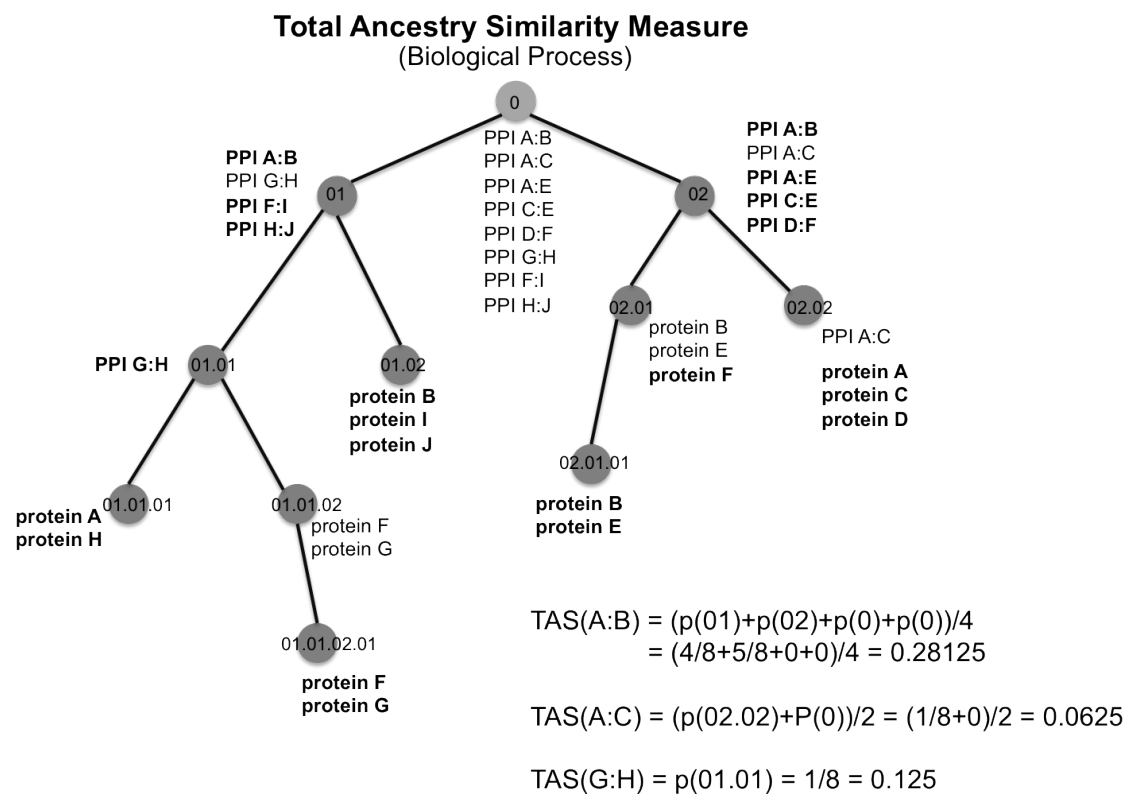 Total Ancestry Similarity Measure
(Biological Process)
0
PPI A:B
PPI A:C
PPI A:E
PPI C:E
PPI D:F
PPI G:H
PPI F:I
PPI H:J
PPI A:B
PPI G:H
PPI F:I
PPI H:J
01
02
PPI A:B
PPI A:C
PPI A:E
PPI C:E
PPI D:F
02.01
protein B
protein E
protein F
02.02
PPI A:C
protein A
protein C
protein D
PPI G:H
01.01
01.02
protein B
protein I
protein J
02.01.01
protein B
protein E
01.01.01
protein A
protein H
01.01.02
protein F
protein G
01.01.02.01
protein F
protein G
TAS(A:B) = (p(01)+p(02)+p(0)+p(0))/4
= (4/8+5/8+0+0)/4 = 0.28125
TAS(A:C) = (p(02.02)+P(0))/2 = (1/8+0)/2 = 0.0625
TAS(G:H) = p(01.01) = 1/8 = 0.125